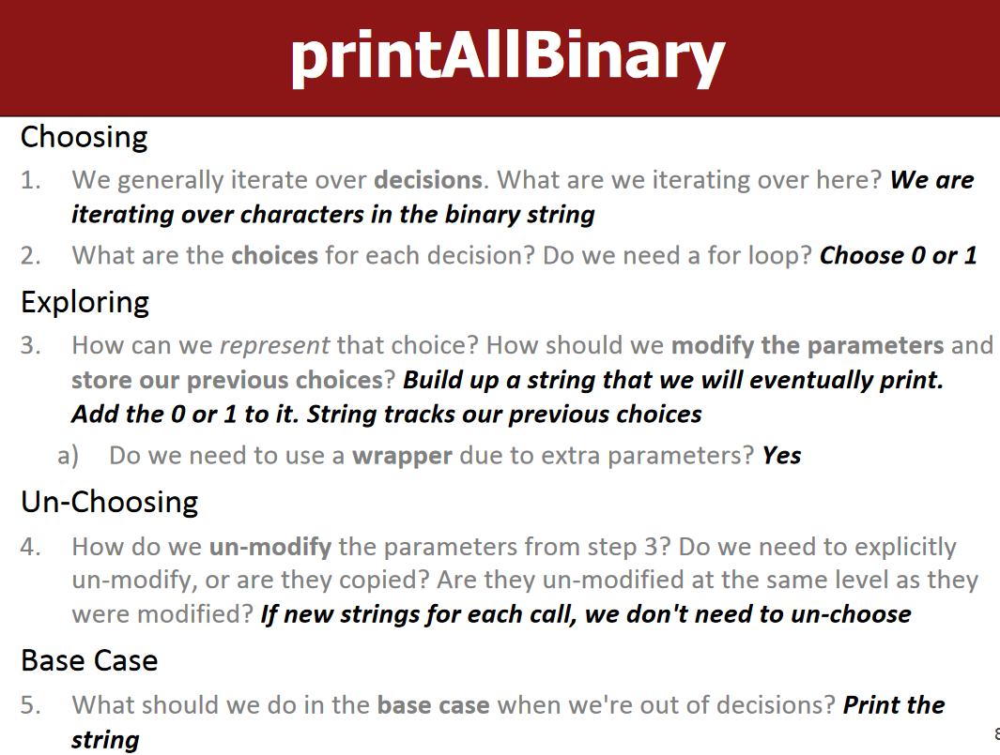 printAllBinary
Choosing
1. We generally iterate over decisions. What are we iterating over here? We are
iterating over characters in the binary string
2. What are the choices for each decision? Do we need a for loop? Choose 0 or 1
Exploring
3. How can we represent that choice? How should we modify the parameters and
store our previous choices? Build up a string that we will eventually print.
Add the 0 or 1 to it. String tracks our previous choices
a) Do we need to use a wrapper due to extra parameters? Yes
Un-Choosing
4. How do we un-modify the parameters from step 3? Do we need to explicitly
un-modify, or are they copied? Are they un-modified at the same level as they
were modified? If new strings for each call, we don't need to un-choose
Base Case
5. What should we do in the base case when we're out of decisions? Print the
string
8